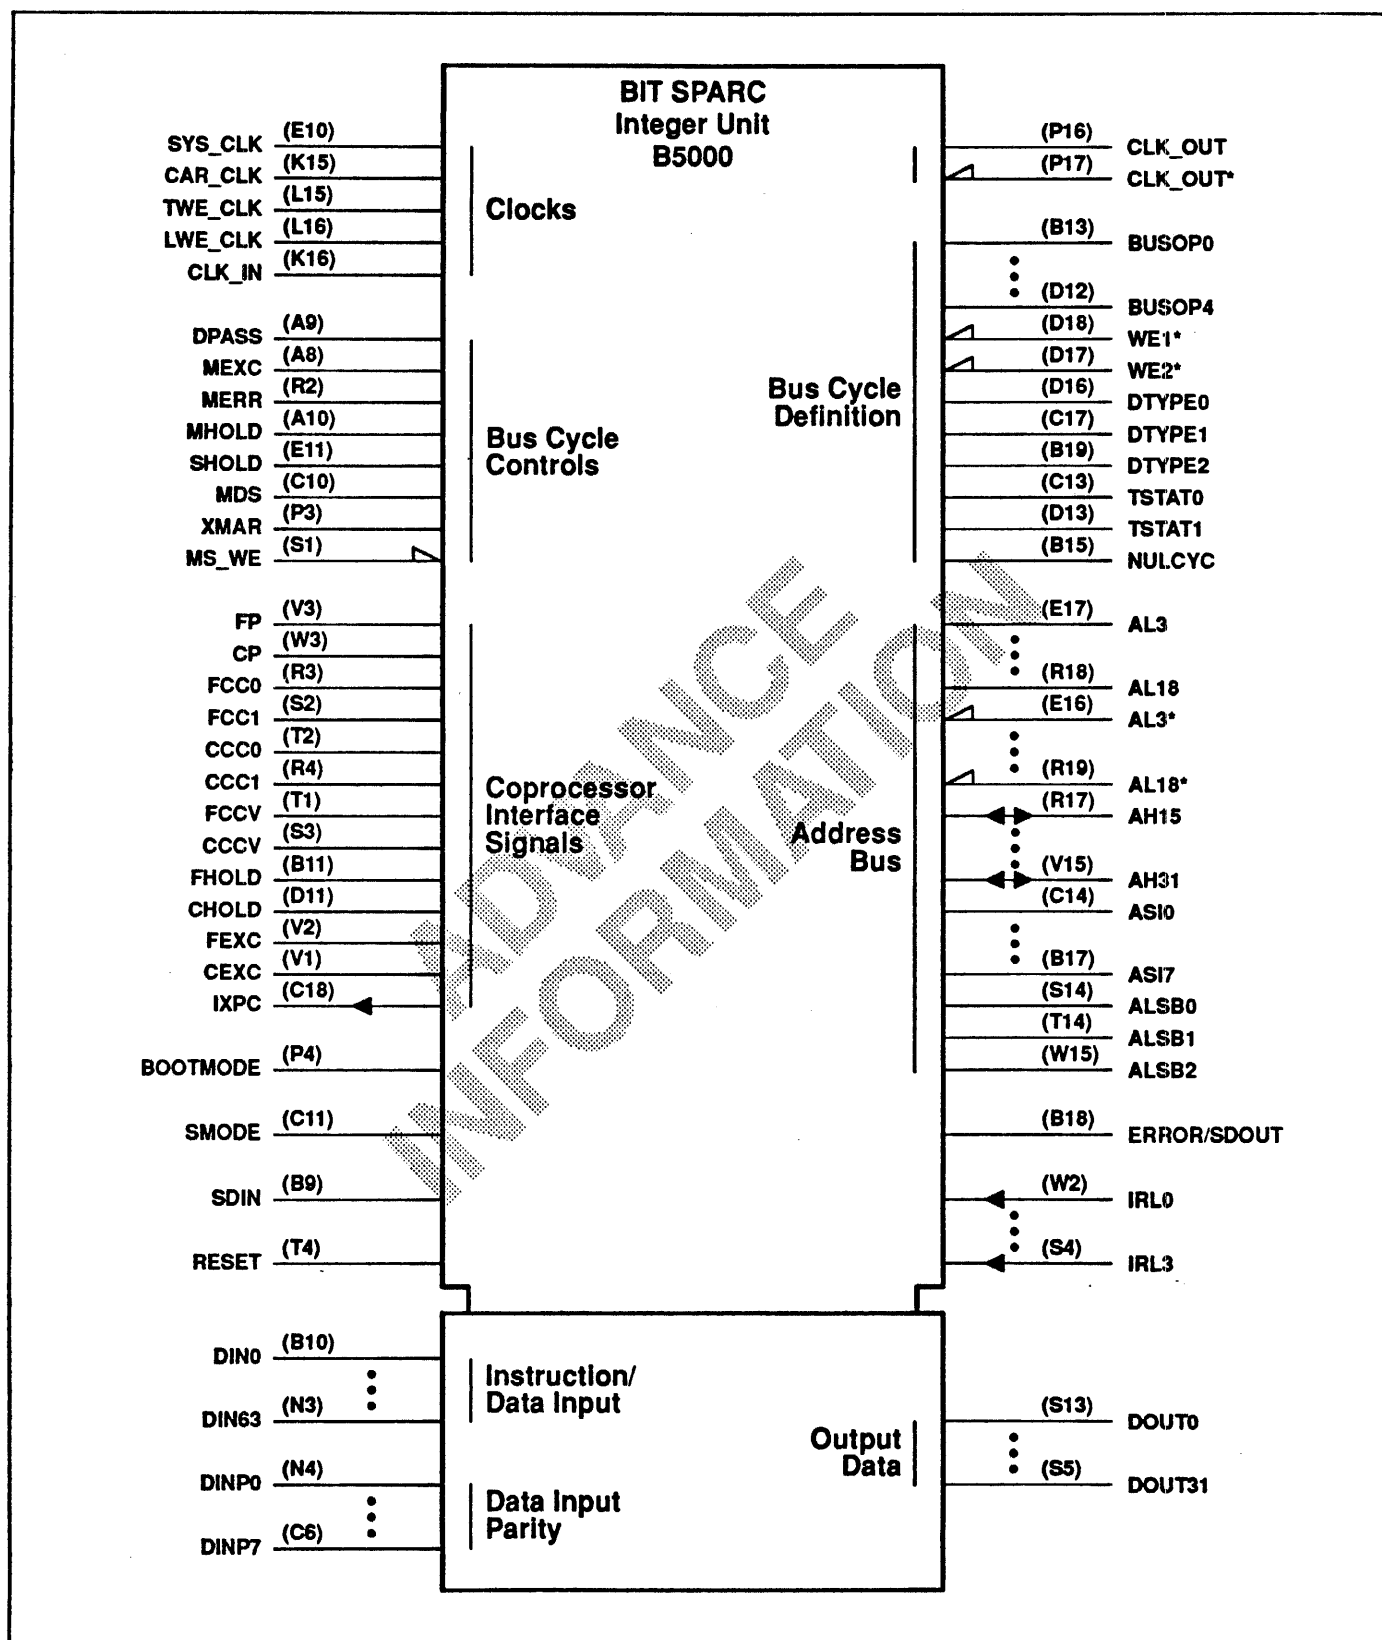 BIT SPARC
Integer Unit
B5000
SYS_CLK (E10)
CAR_CLK (K15)
TWE_CLK (L15)
LWE_CLK (L16)
CLK_IN (K16)
Clocks
DPASS (A9)
MEXC (A8)
MERR (R2)
MHOLD (A10)
SHOLD (E11)
MDS (C10)
XMAR (P3)
MS_WE (S1)
Bus Cycle
Controls
FP (V3)
CP (W3)
FCC0 (R3)
FCC1 (S2)
CCC0 (T2)
CCC1 (R4)
FCCV (T1)
CCCV (S3)
FHOLD (B11)
CHOLD (D11)
FEXC (V2)
CEXC (V1)
IXPC (C18)
Coprocessor
Interface
Signals
BOOTMODE (P4)
SMODE (C11)
SDIN (B9)
RESET (T4)
(P16) CLK_OUT
(P17) CLK_OUT*
(B13) BUSOP0
(D12) BUSOP4
(D18) WE1*
(D17) WE2*
(D16) DTYPE0
(C17) DTYPE1
(B19) DTYPE2
(C13) TSTAT0
(D13) TSTAT1
(B15) NULCYC
Bus Cycle
Definition
(E17) AL3
(R18) AL18
(E16) AL3*
(R19) AL18*
(R17) AH15
(V15) AH31
(C14) ASI0
(B17) ASI7
(S14) ALSB0
(T14) ALSB1
(W15) ALSB2
Address
Bus
(B18) ERROR/SDOUT
(W2) IRL0
(S4) IRL3
ADVANCE
INFORMATION
DIN0 (B10)
DIN63 (N3)
Instruction/
Data Input
DINP0 (N4)
DINP7 (C6)
Data Input
Parity
Output
Data
(S13) DOUT0
(S5) DOUT31